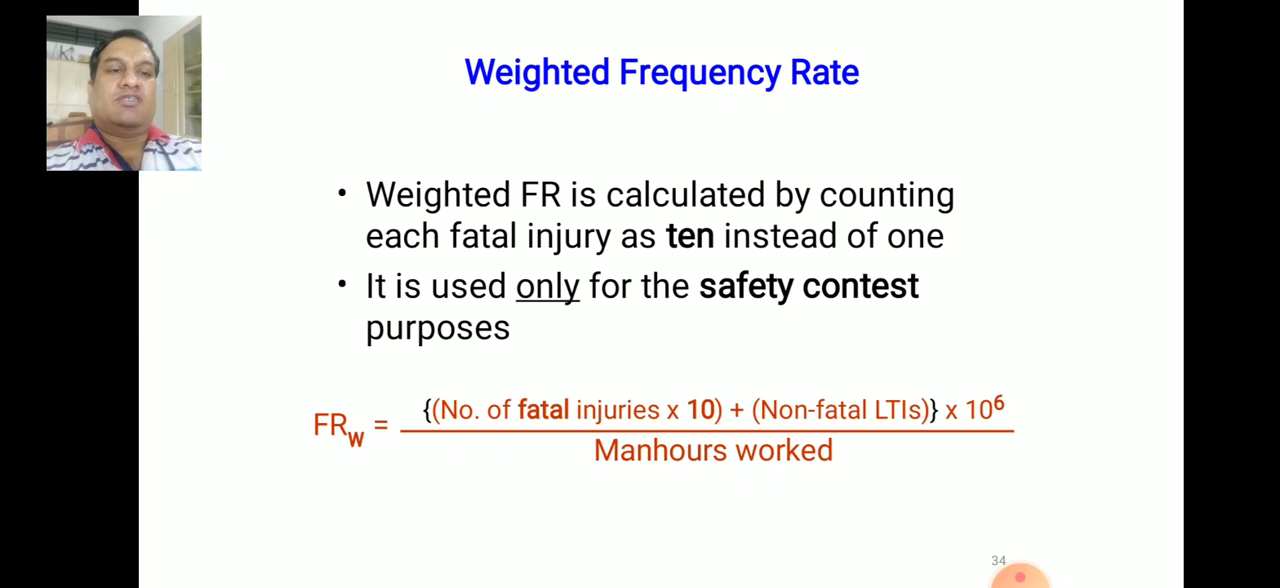 Weighted Frequency Rate
• Weighted FR is calculated by counting
each fatal injury as ten instead of one
• It is used only for the safety contest
purposes
FRW = {(No. of fatal injuries x 10) + (Non-fatal LTIs)} x 10⁶
Manhours worked
34